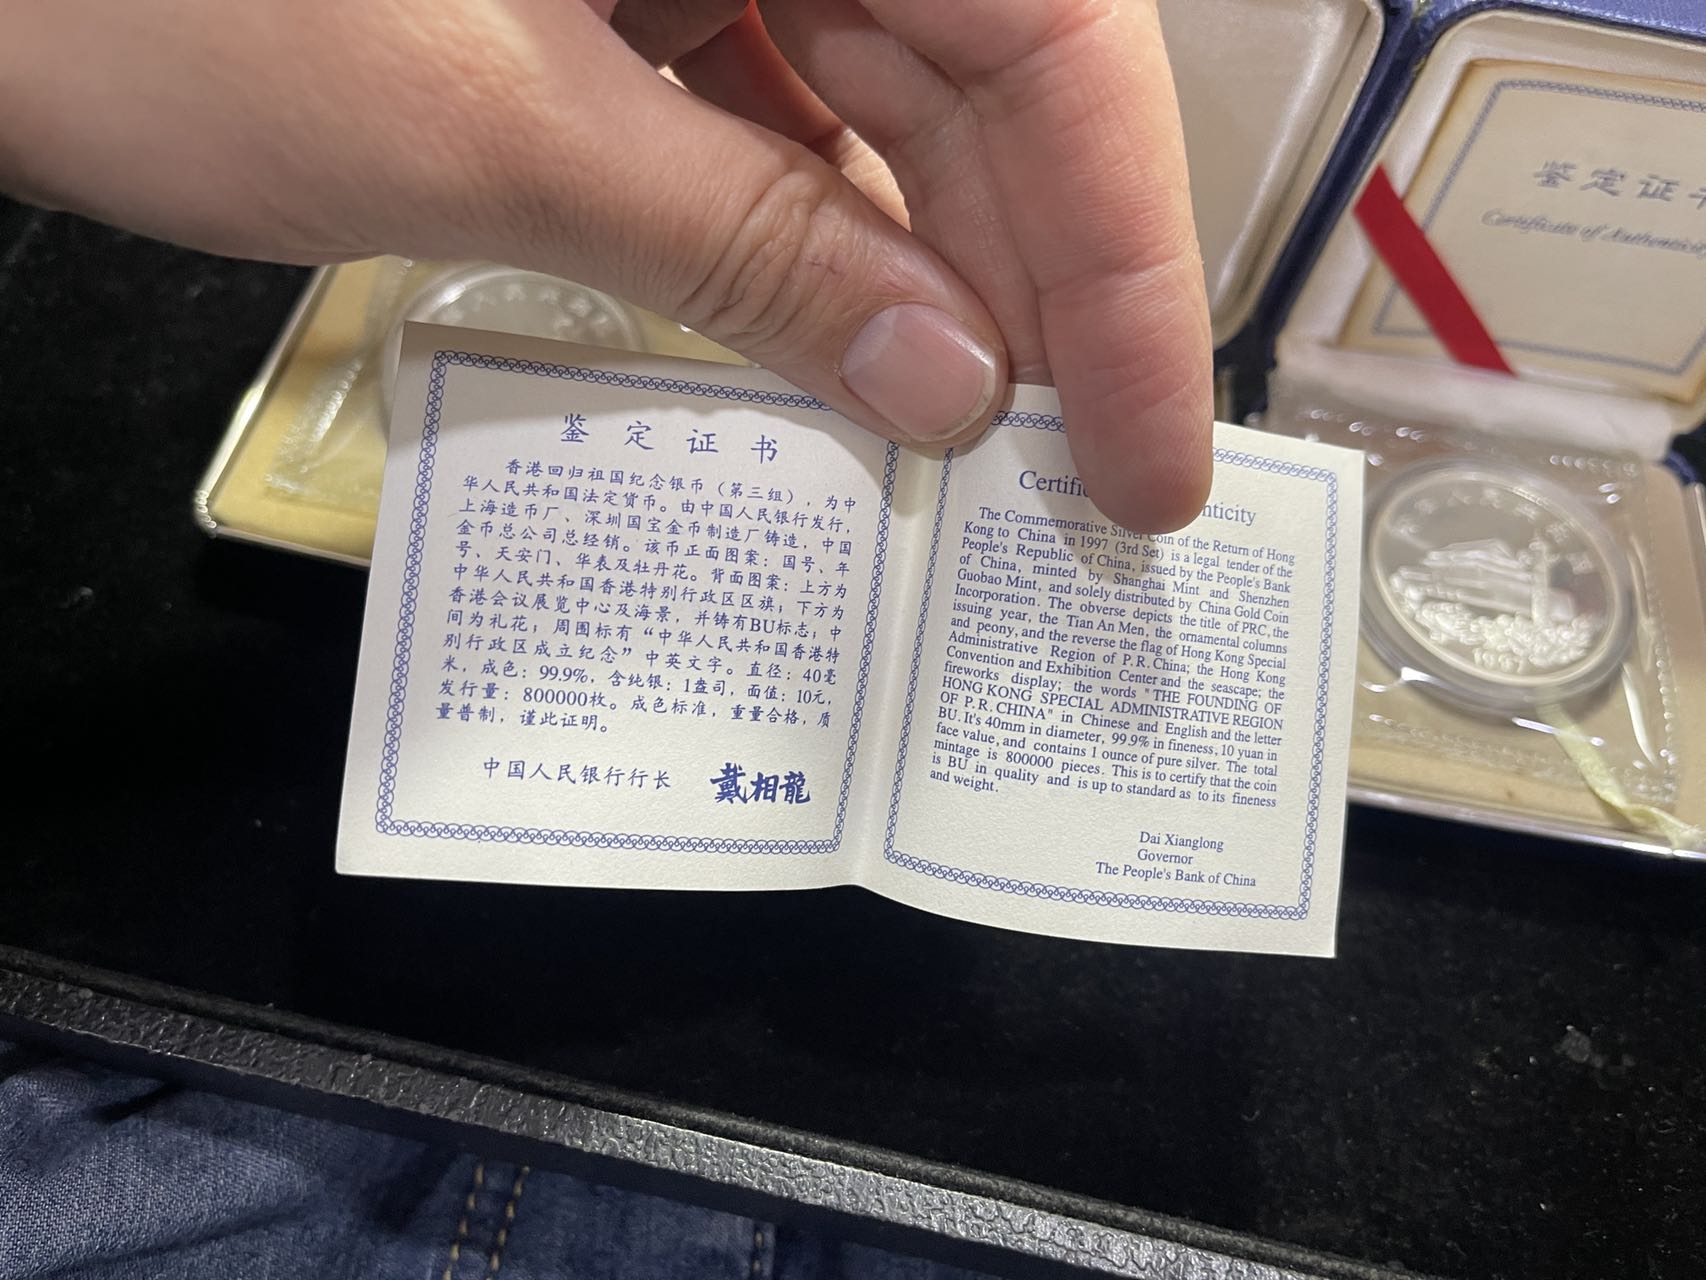 鉴定证书
香港回归祖国纪念银币（第三组），为中
华人民共和国法定货币。由中国人民银行发行，
上海造币厂、深圳国宝金币制造厂铸造，中国
金币总公司总经销。该币正面图案：国号、年
号、天安门、华表及牡丹花。背面图案：上方为
中华人民共和国香港特别行政区区旗；下方为
香港会议展览中心及海景，并铸有BU标志；中
间为礼花；周围标有“中华人民共和国香港特
别行政区成立纪念”中英文字。直径：40毫
米，成色：99.9%，含纯银：1盎司，面值：10元，
发行量：800000枚。成色标准，重量合格，质
量普制，谨此证明。
中国人民银行行长 戴相龍
The Commemorative Silver Coin of the Return of Hong
Kong to China in 1997 (3rd Set) is a legal tender of the
People's Republic of China, issued by the People's Bank
of China, minted by Shanghai Mint and Shenzhen
Guobao Mint, and solely distributed by China Gold Coin
Incorporation. The obverse depicts the title of PRC, the
issuing year, the Tian An Men, the ornamental columns
and peony, and the reverse the flag of Hong Kong Special
Administrative Region of P.R. China; the Hong Kong
Convention and Exhibition Center and the seascape; the
fireworks display; the words "THE FOUNDING OF
HONG KONG SPECIAL ADMINISTRATIVE REGION
OF P.R. CHINA" in Chinese and English and the letter
BU. It's 40mm in diameter, 99.9% in fineness, 10 yuan in
face value, and contains 1 ounce of pure silver. The total
mintage is 800000 pieces. This is to certify that the coin
is BU in quality and is up to standard as to its fineness
and weight.
Dai Xianglong
Governor
The People's Bank of China
鉴定证书
Certificate of Authenticity
1997